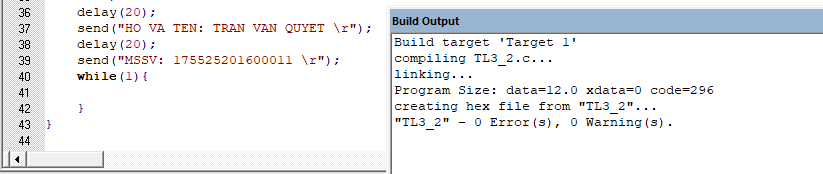 36 delay(20);
37 send("HO VA TEN: TRAN VAN QUYET \r");
38 delay(20);
39 send("MSSV: 175525201600011 \r");
40 while(1){
41
42 }
43 }
44
Build Output
Build target 'Target 1'
compiling TL3_2.c...
linking...
Program Size: data=12.0 xdata=0 code=296
creating hex file from "TL3_2"...
"TL3_2" - 0 Error(s), 0 Warning(s).